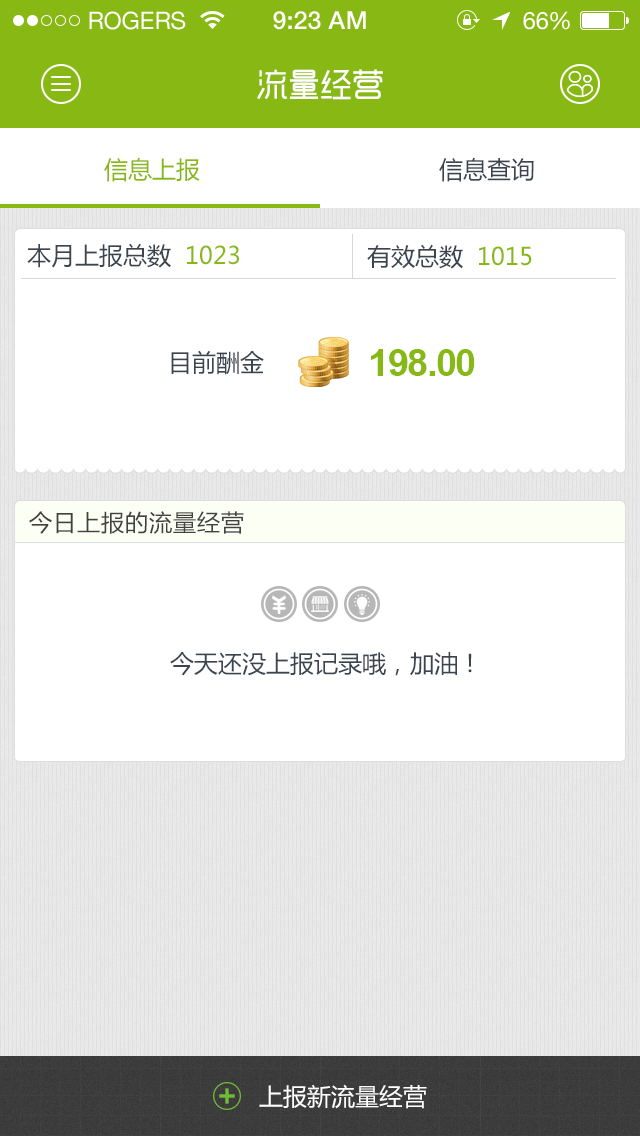 ROGERS 9:23 AM 66%
流量经营
信息上报 信息查询
本月上报总数 1023 有效总数 1015
目前酬金 198.00
今日上报的流量经营
¥
今天还没上报记录哦，加油！
上报新流量经营